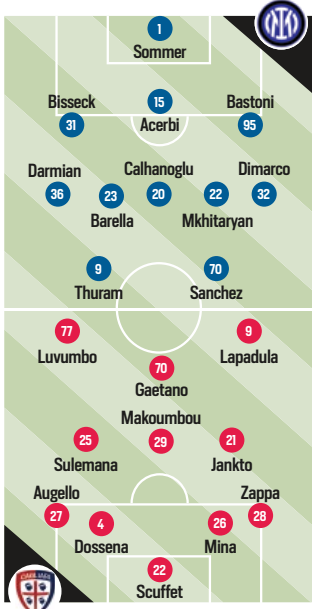 1
Sommer
Bisseck
15
Bastoni
31
Acerbi
95
Darmian
Calhanoglu
Dimarco
36
23
20
22
32
Barella
Mkhitaryan
9
70
Thuram
Sanchez
77
9
Luvumbo
Lapadula
70
Gaetano
Makoumbou
25
29
21
Sulemana
Jankto
Augello
Zappa
27
4
26
28
Dossena
Mina
22
Scuffet
CAGLIARI